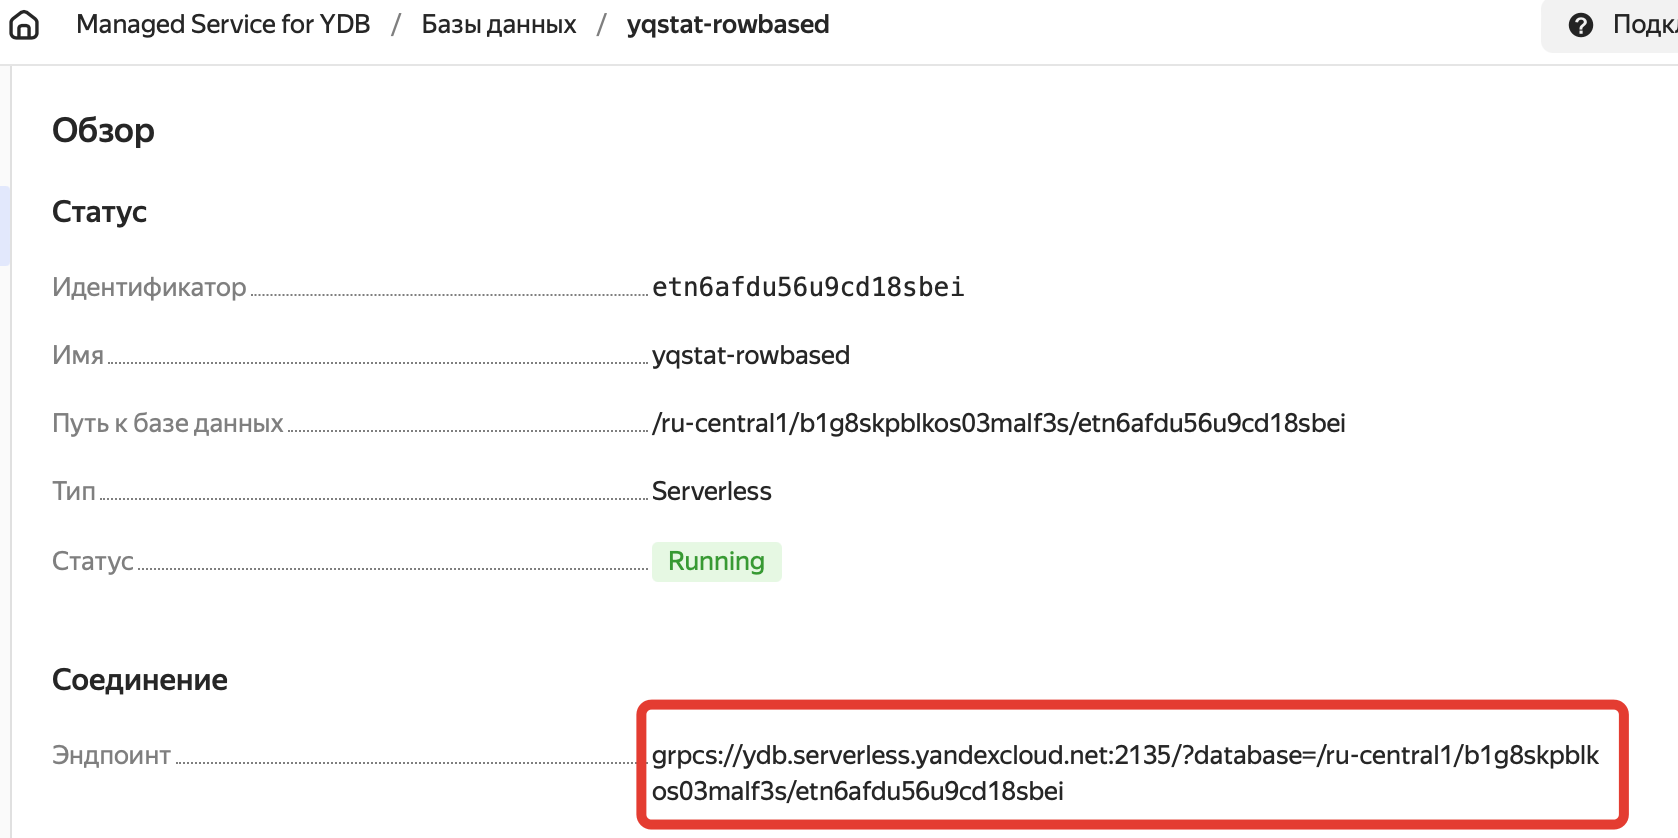 Managed Service for YDB / Базы данных / yqstat-rowbased
Обзор
Статус
Идентификатор etn6afdu56u9cd18sbei
Имя yqstat-rowbased
Путь к базе данных /ru-central1/b1g8skpblkos03malf3s/etn6afdu56u9cd18sbei
Тип Serverless
Статус Running
Соединение
Эндпоинт grpcs://ydb.serverless.yandexcloud.net:2135/?database=/ru-central1/b1g8skpblk
os03malf3s/etn6afdu56u9cd18sbei